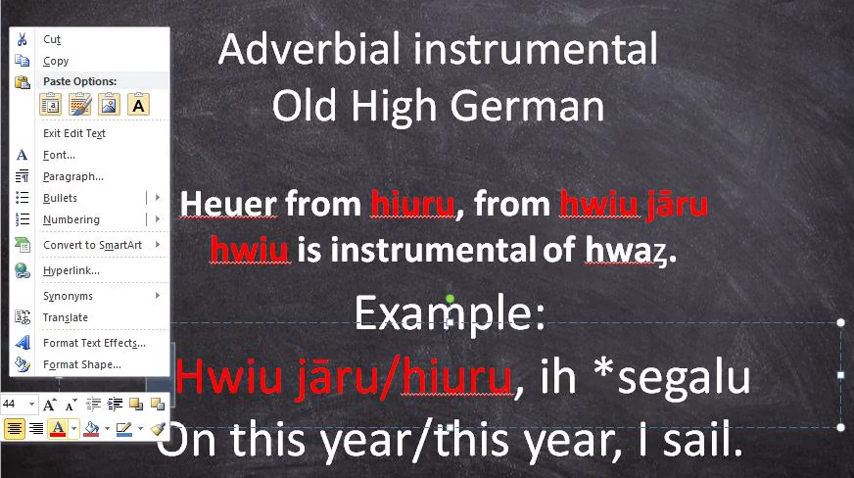 Adverbial instrumental
Old High German
Heuer from hiuru, from hwiu jāru
hwiu is instrumental of hwaȥ.
Example:
Hwiu jāru/hiuru, ih *segalu
On this year/this year, I sail.
Cut
Copy
Paste Options:
A
Exit Edit Text
A Font...
Paragraph...
Bullets
Numbering
Convert to SmartArt
Hyperlink...
Synonyms
Translate
A Format Text Effects...
Format Shape...
44 A A
A